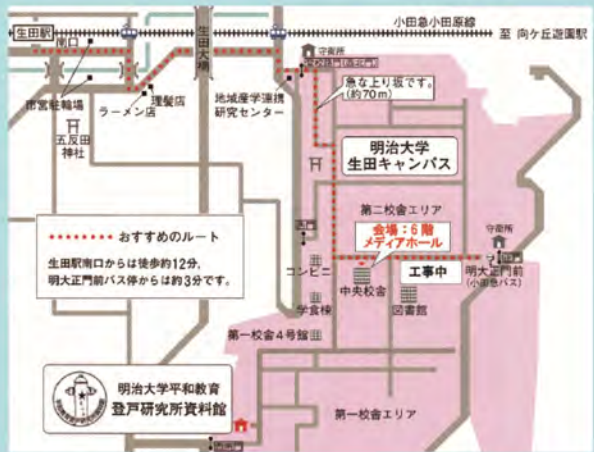 小田急小田原線
生田駅
至 向ケ丘遊園駅
南口
生田大橋
守衛所
急な上り坂です。
(約70m)
市営駐輪場
ラーメン店
理髪店
地域産学連携
研究センター
五反田
神社
明治大学
生田キャンパス
第二校舎エリア
おすすめのルート
生田駅南口からは徒歩約12分,
明大正門前バス停からは約3分です。
会場:6階
メディアホール
守衛所
西門
コンビニ
中央校舎
工事中
明大正門前
(小田急バス)
図書館
学食棟
第一校舎4号館
明治大学平和教育
登戸研究所資料館
第一校舎エリア